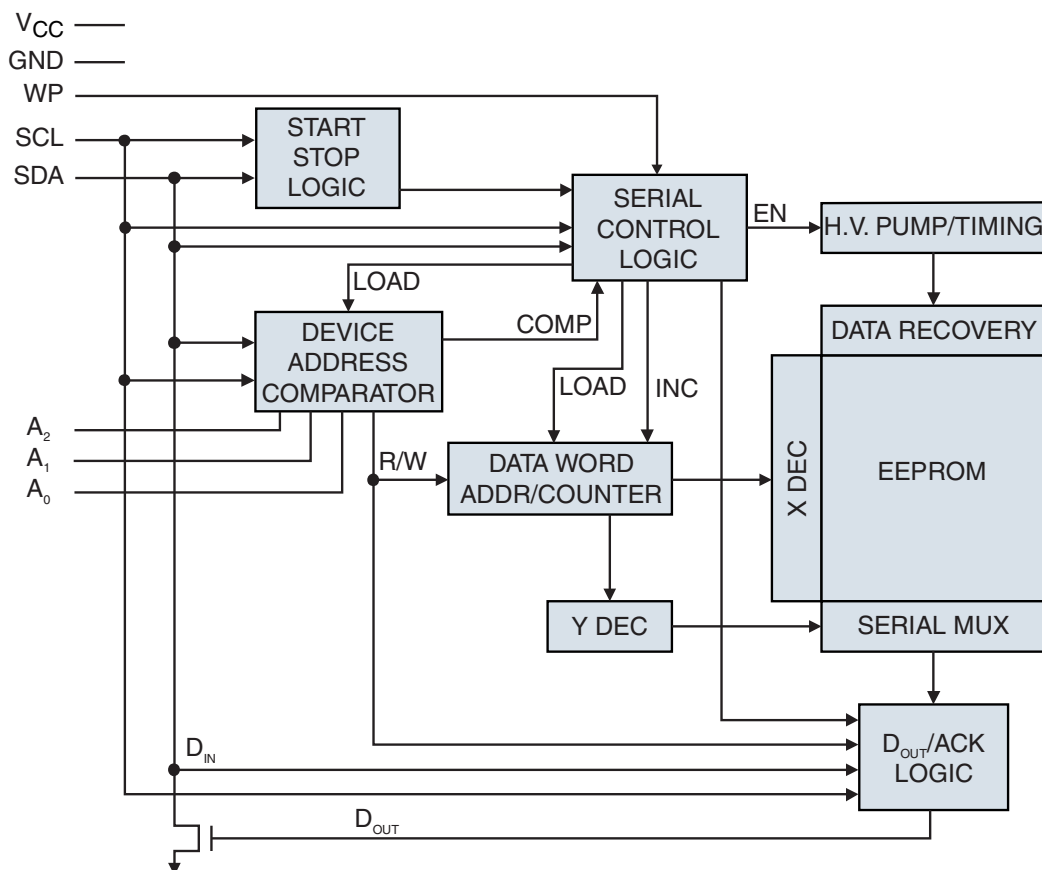 VCC
GND
WP
SCL
SDA
START
STOP
LOGIC
SERIAL
CONTROL
LOGIC
EN
H.V. PUMP/TIMING
LOAD
COMP
DEVICE
ADDRESS
COMPARATOR
LOAD
INC
DATA RECOVERY
A2
A1
A0
R/W
DATA WORD
ADDR/COUNTER
X DEC
EEPROM
Y DEC
SERIAL MUX
DIN
DOUT/ACK
LOGIC
DOUT